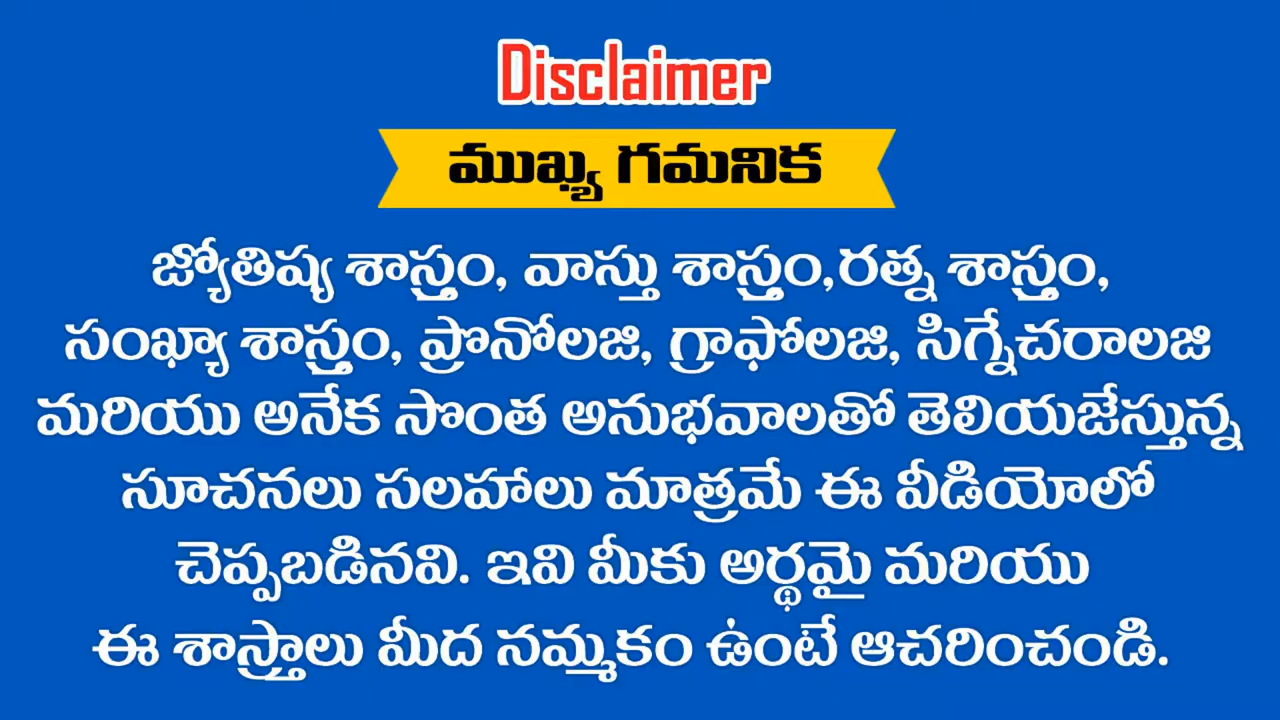 Disclaimer
ముఖ్య గమనిక
జ్యోతిష్య శాస్త్రం, వాస్తు శాస్త్రం,రత్న శాస్త్రం,
సంఖ్యా శాస్త్రం, ప్రొనోలజి, గ్రాఫోలజి, సిగ్నేచరాలజి
మరియు అనేక సొంత అనుభవాలతో తెలియజేస్తున్న
సూచనలు సలహాలు మాత్రమే ఈ వీడియోలో
చెప్పబడినవి. ఇవి మీకు అర్థమై మరియు
ఈ శాస్త్రాలు మీద నమ్మకం ఉంటే ఆచరించండి.